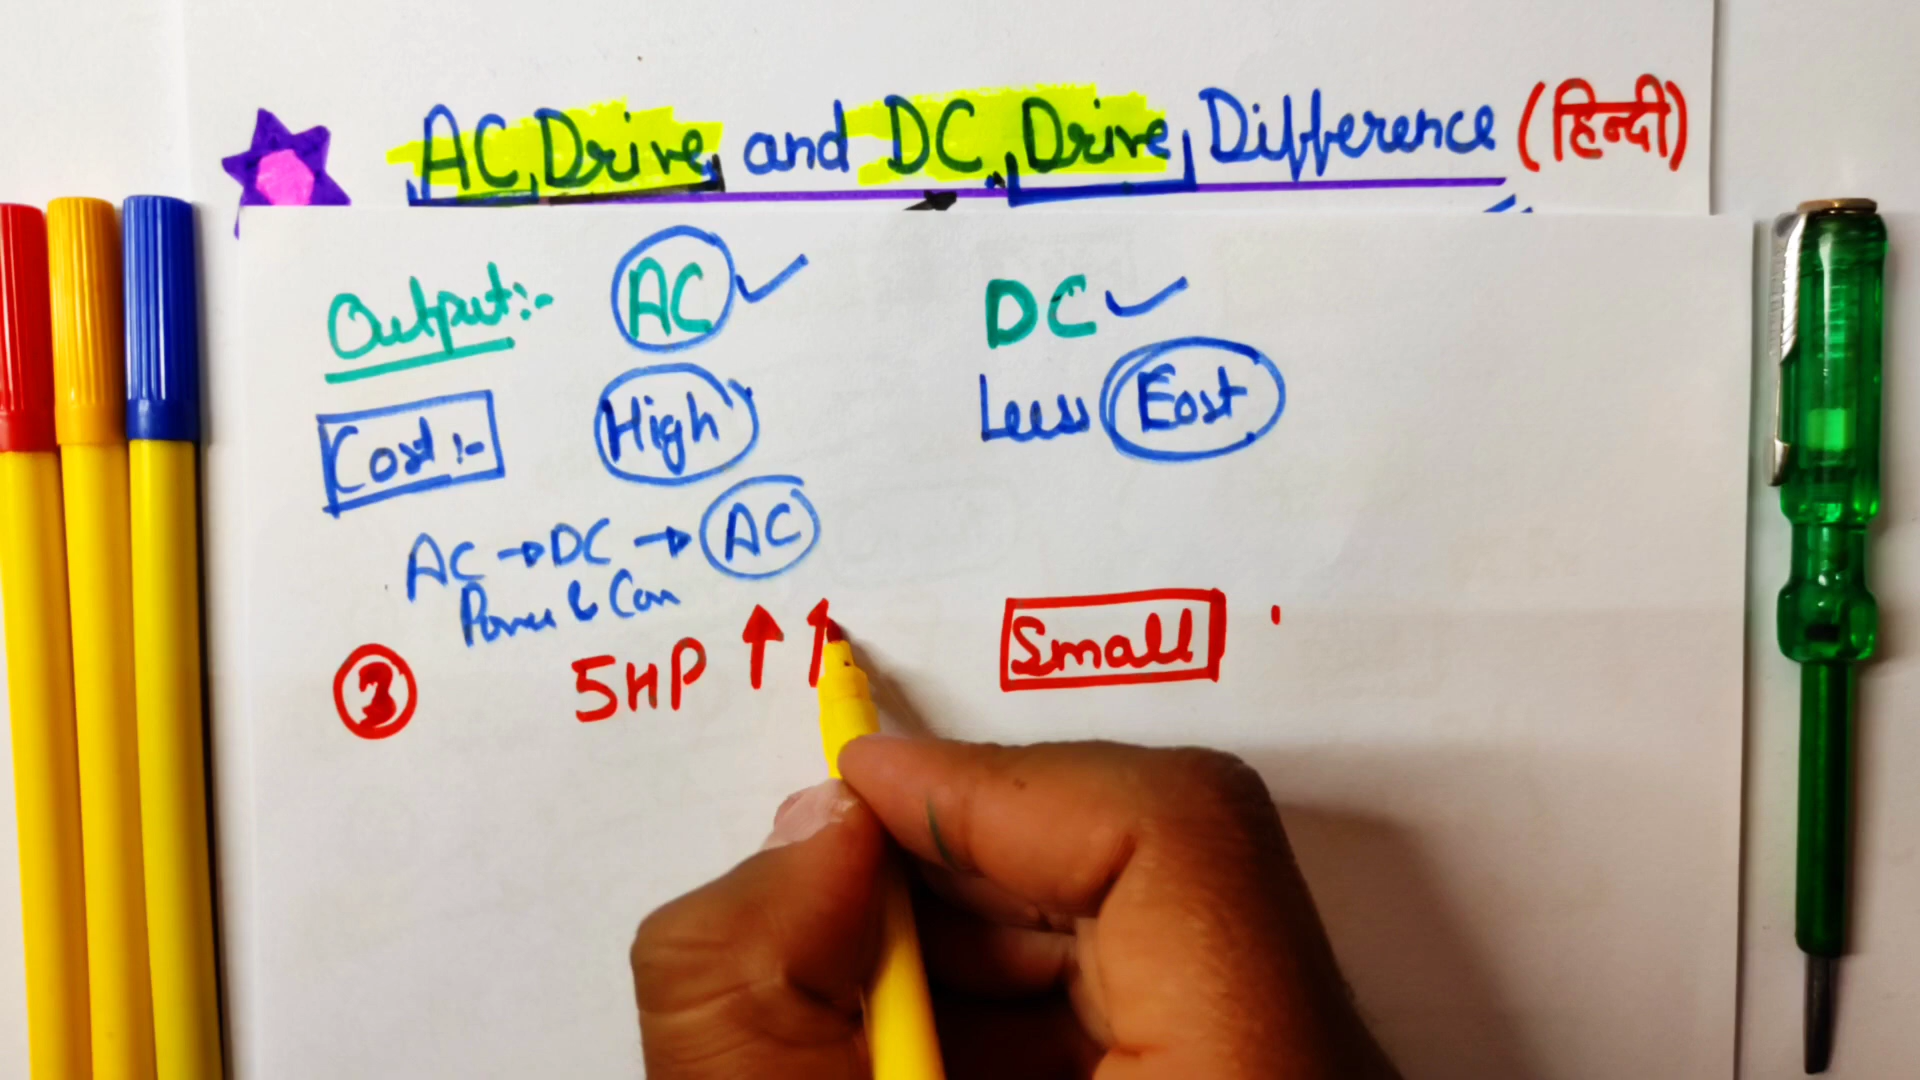 AC Drive and DC Drive Difference (हिन्दी)
Output:- AC ✓ DC ✓
Cost:- High Less Eost
AC → DC → AC
Power & Con
3 5HP ↑ ↑ Small